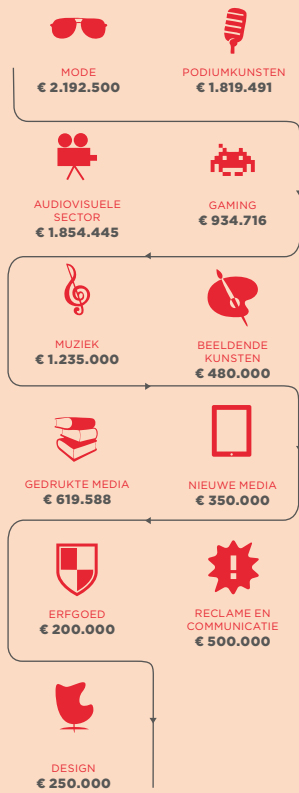 MODE
€ 2.192.500
PODIUMKUNSTEN
€ 1.819.491
AUDIOVISUELE
SECTOR
€ 1.854.445
GAMING
€ 934.716
MUZIEK
€ 1.235.000
BEELDENDE
KUNSTEN
€ 480.000
GEDRUKTE MEDIA
€ 619.588
NIEUWE MEDIA
€ 350.000
ERFGOED
€ 200.000
RECLAME EN
COMMUNICATIE
€ 500.000
DESIGN
€ 250.000